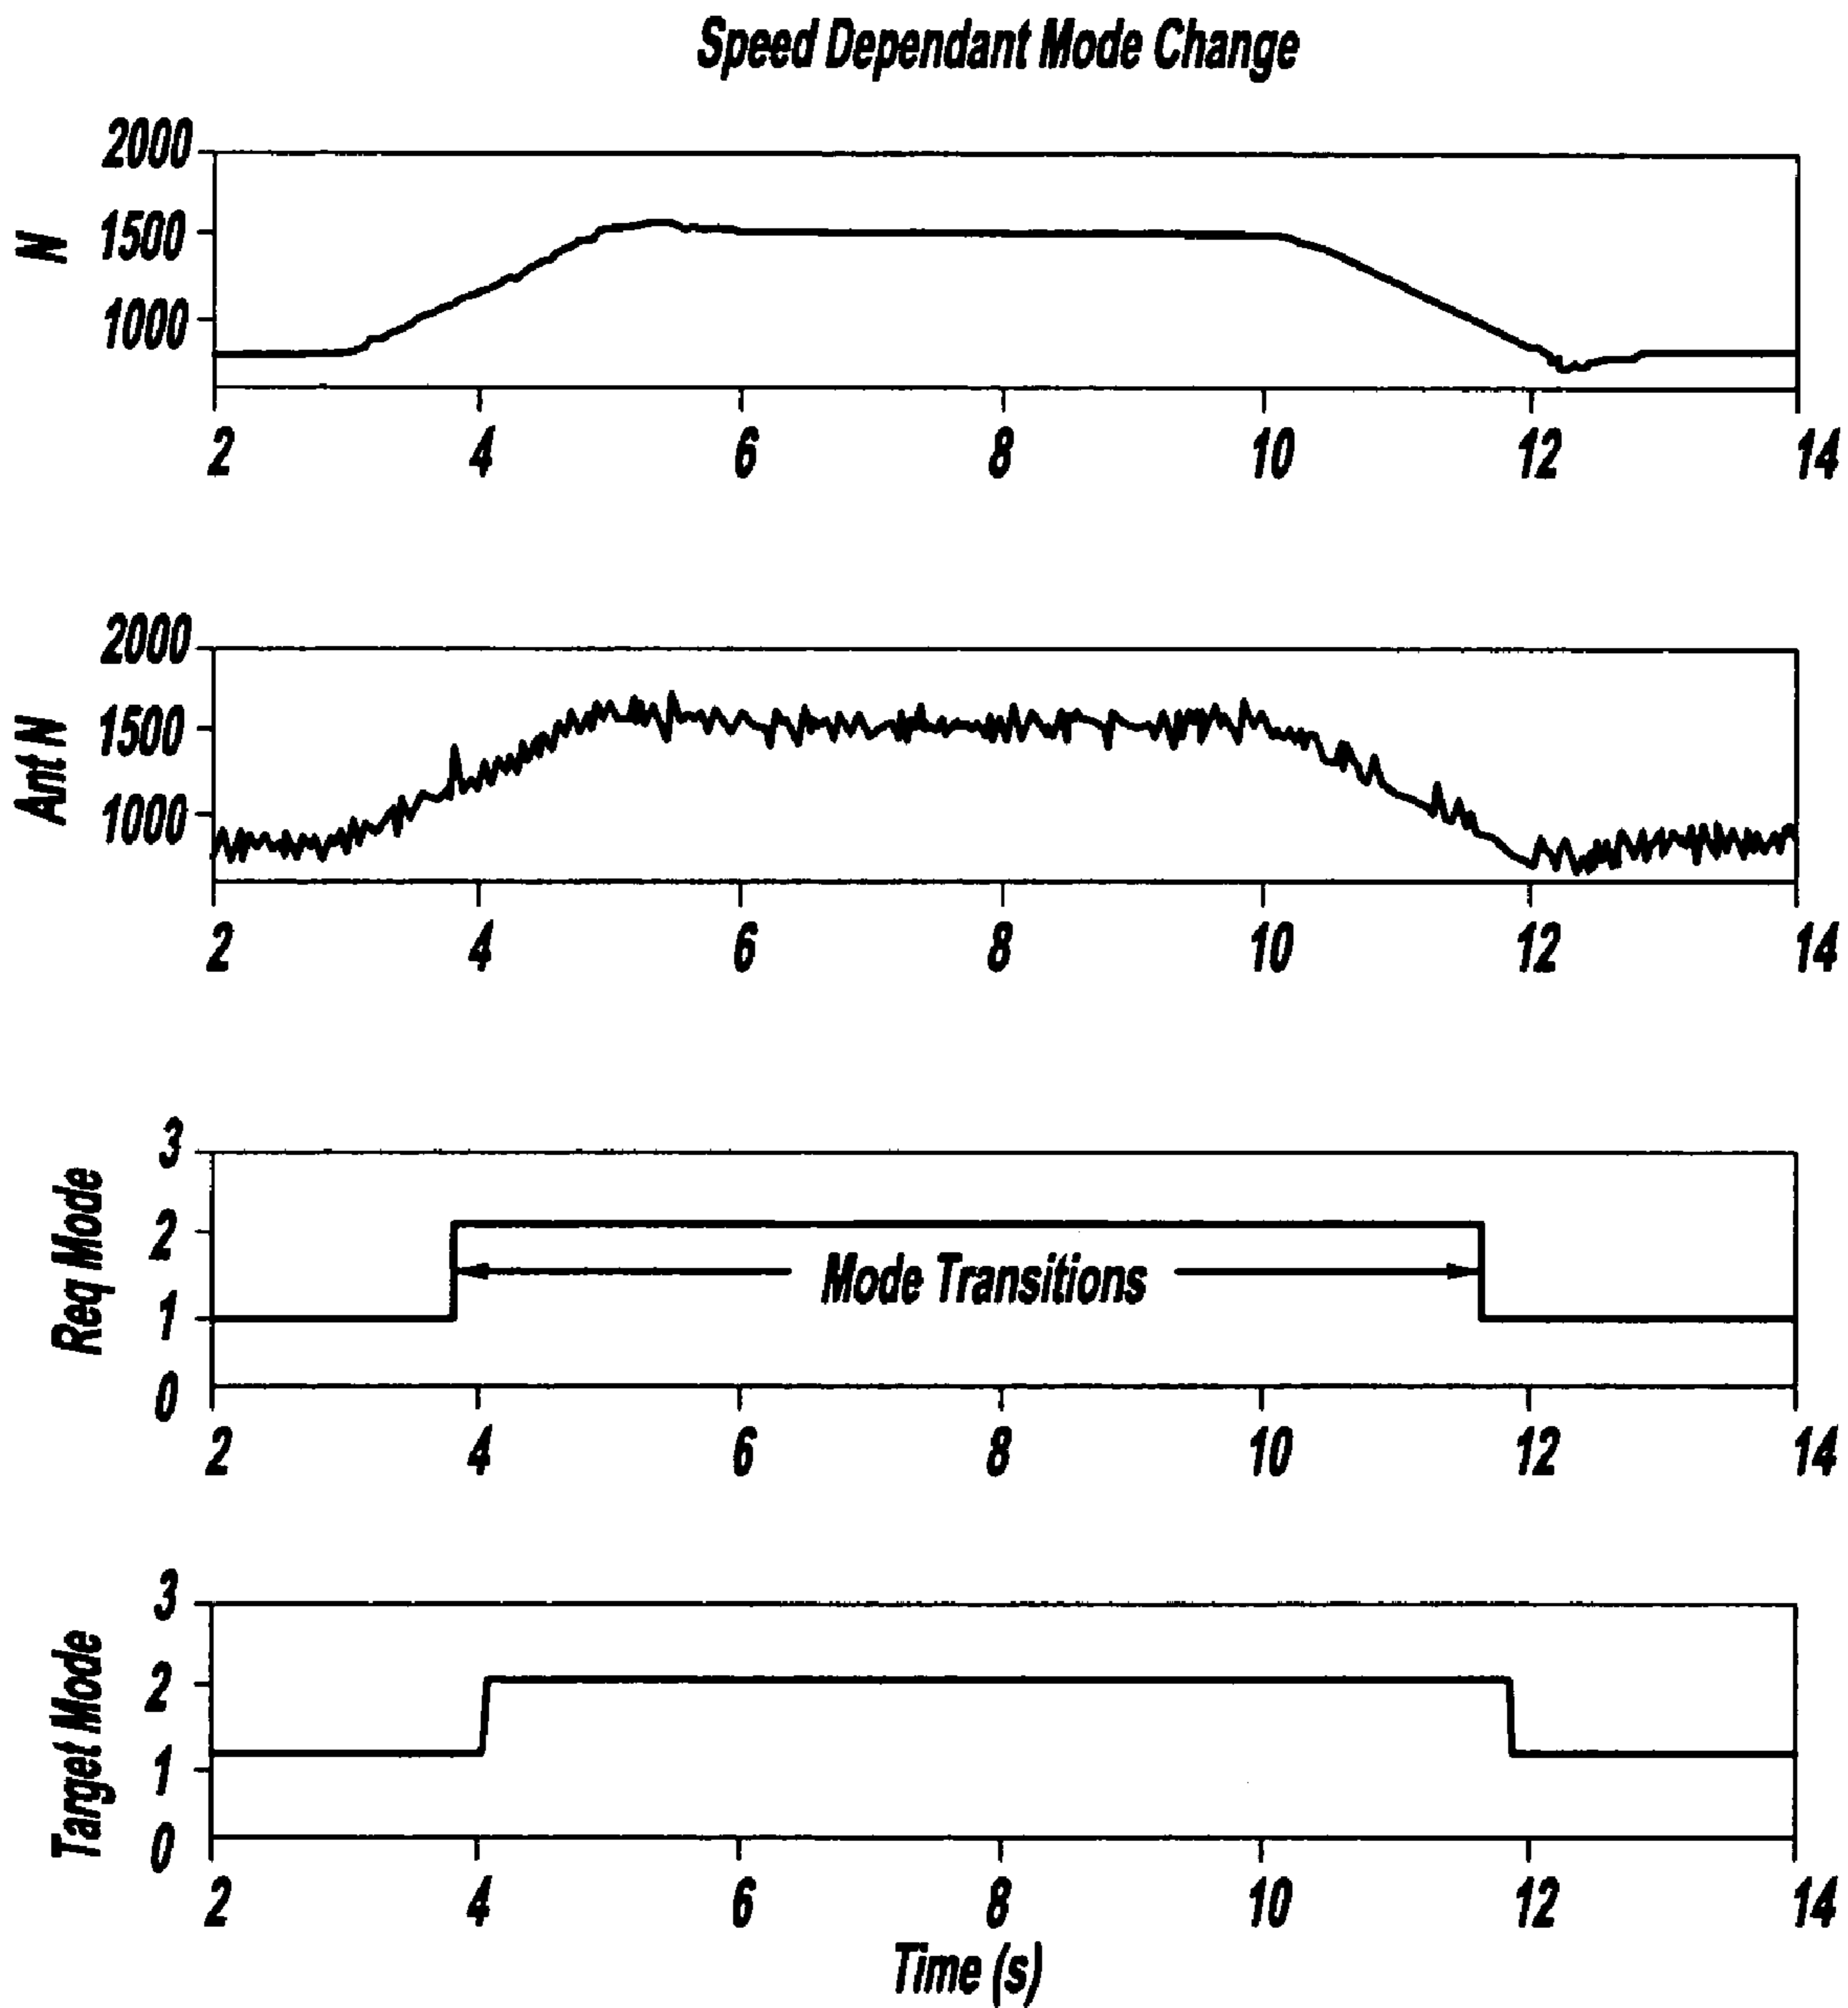 Speed Dependant Mode Change
N
2000
1500
1000
2 4 6 8 10 12 14
Ant N
2000
1500
1000
2 4 6 8 10 12 14
Req Mode
3
2
1
0
Mode Transitions
2 4 6 8 10 12 14
Target Mode
3
2
1
0
2 4 6 8 10 12 14
Time (s)